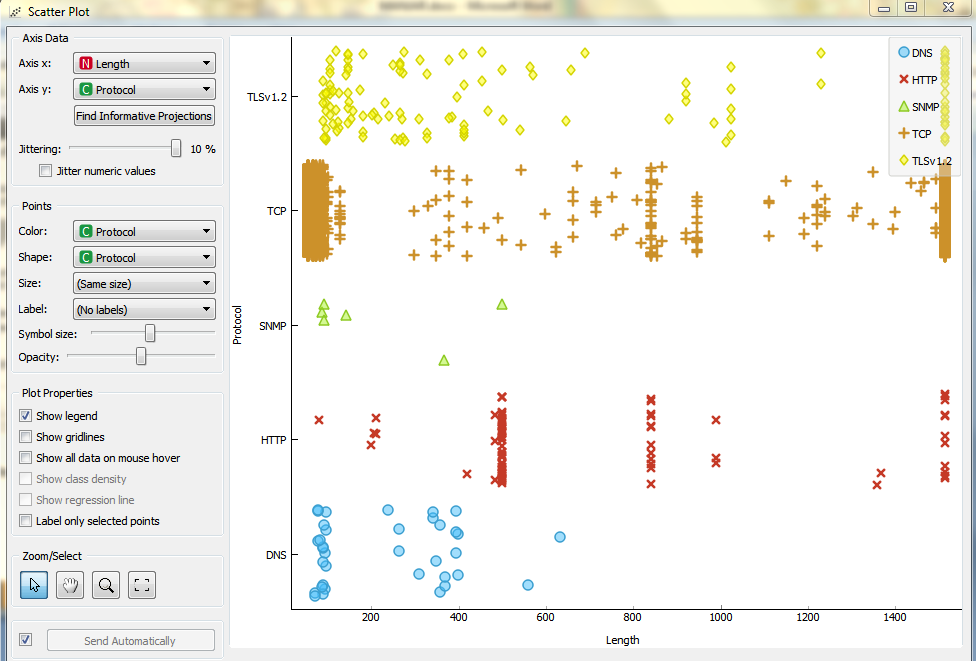 Scatter Plot
Axis Data
Axis x: N Length
Axis y: C Protocol
Find Informative Projections
Jittering: 10 %
Jitter numeric values
Points
Color: C Protocol
Shape: C Protocol
Size: (Same size)
Label: (No labels)
Symbol size:
Opacity:
Plot Properties
Show legend
Show gridlines
Show all data on mouse hover
Show class density
Show regression line
Label only selected points
Zoom/Select
Send Automatically
Protocol
TLSv1.2
TCP
SNMP
HTTP
DNS
200 400 600 800 1000 1200 1400
Length
DNS
HTTP
SNMP
TCP
TLSv1.2